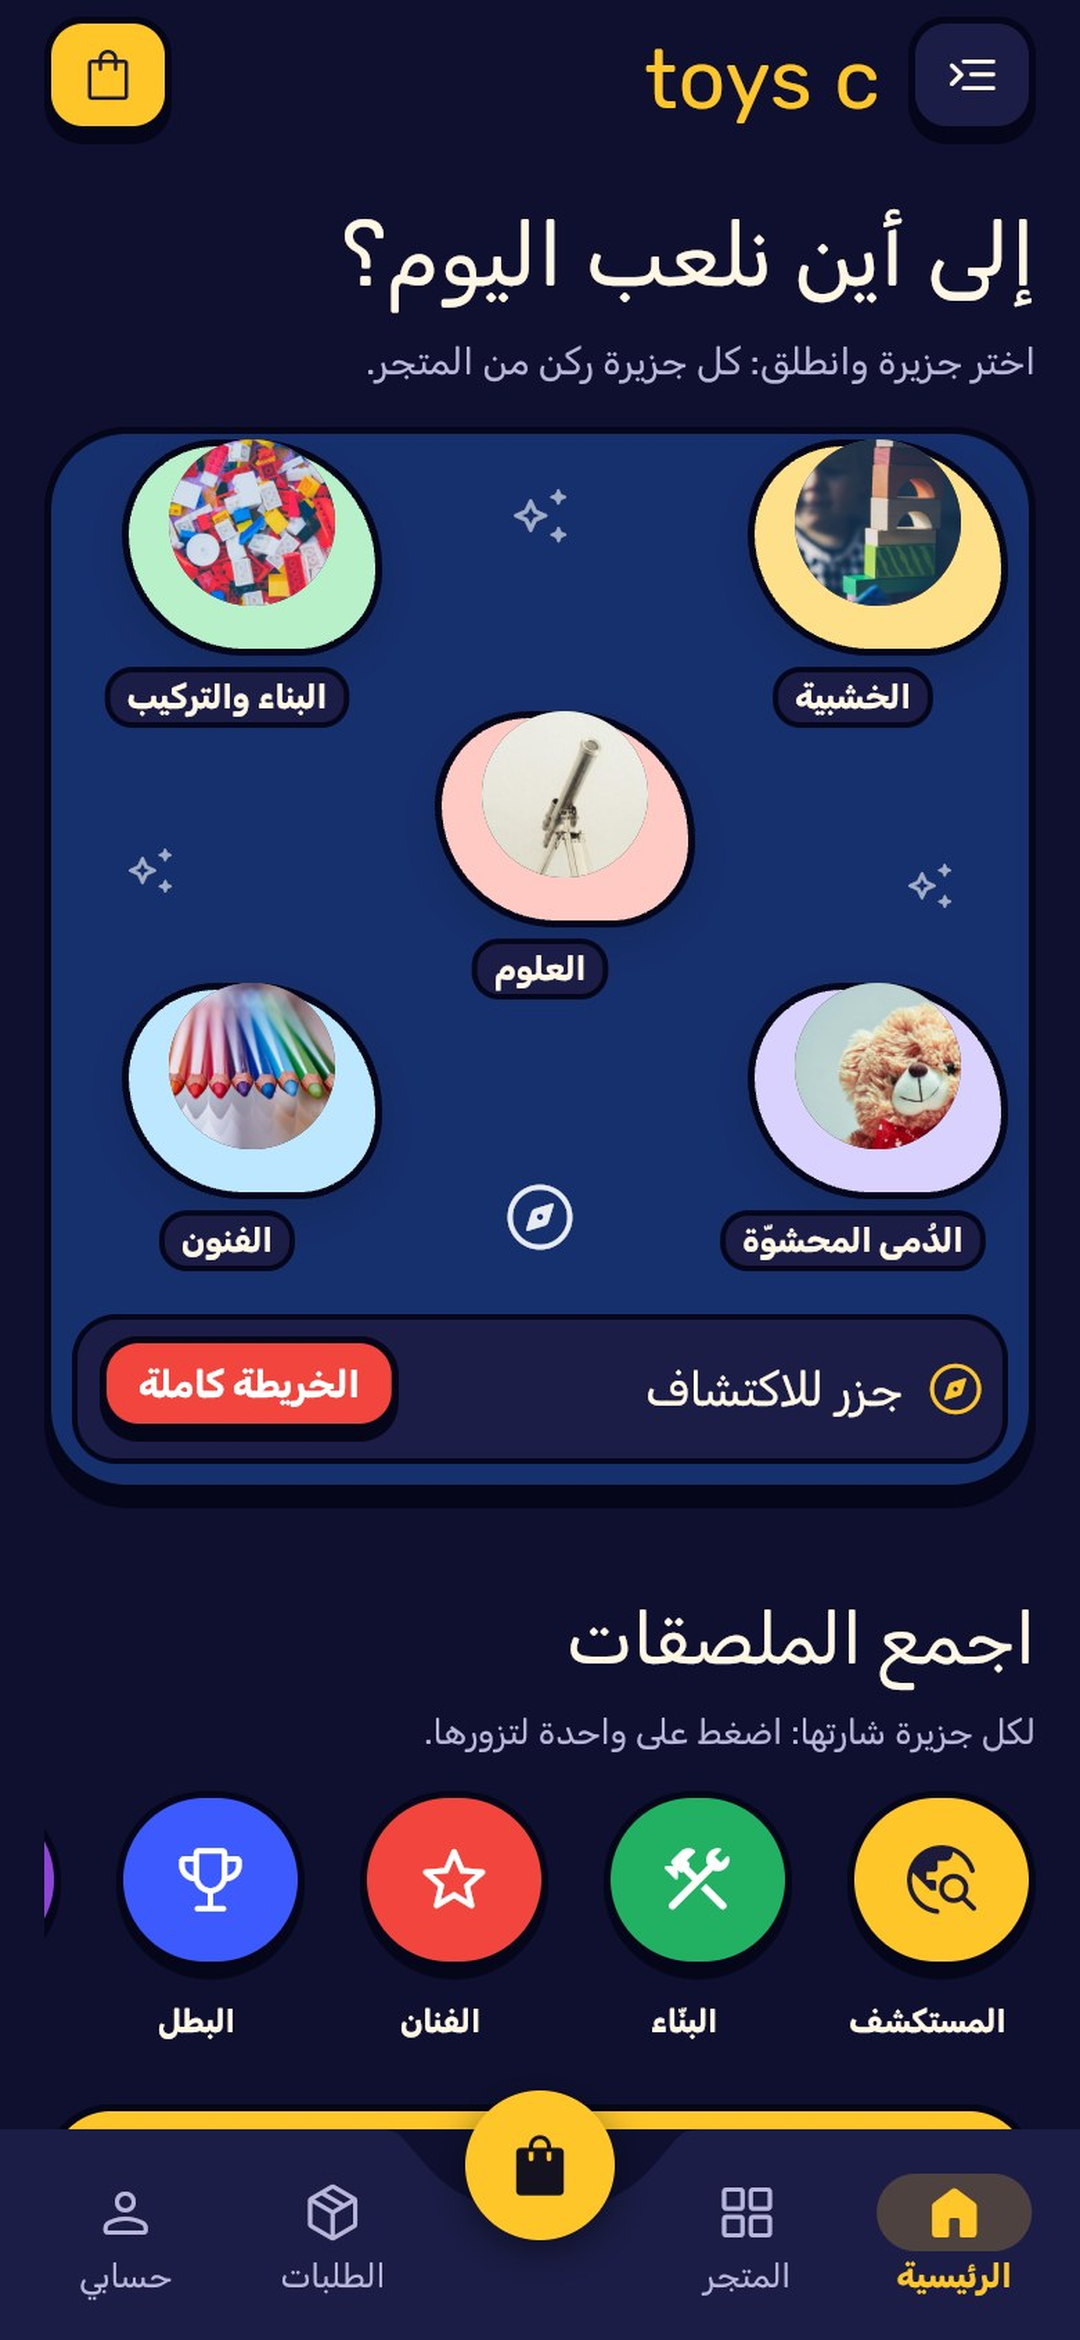 toys c
إلى أين نلعب اليوم؟
اختر جزيرة وانطلق: كل جزيرة ركن من المتجر.
الخشبية
البناء والتركيب
العلوم
الدُمى المحشوّة
الفنون
جزر للاكتشاف
الخريطة كاملة
اجمع الملصقات
لكل جزيرة شارتها: اضغط على واحدة لتزورها.
المستكشف
البنّاء
الفنان
البطل
الرئيسية
المتجر
الطلبات
حسابي